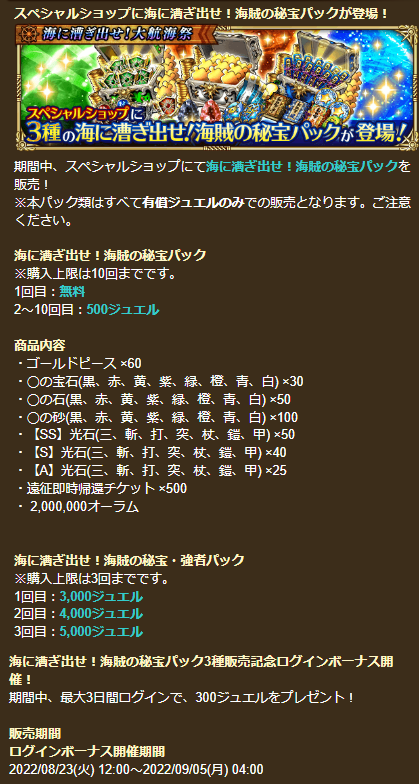 スペシャルショップに海に漕ぎ出せ！海賊の秘宝パックが登場！
海に漕ぎ出せ！大航海祭
スペシャルショップに
3種の海に漕ぎ出せ！海賊の秘宝パックが登場！
期間中、スペシャルショップにて海に漕ぎ出せ！海賊の秘宝パックを
販売！
※本パック類はすべて有償ジュエルのみでの販売となります。ご注意
ください。
海に漕ぎ出せ！海賊の秘宝パック
※購入上限は10回までです。
1回目：無料
2〜10回目：500ジュエル
商品内容
・ゴールドピース ×60
・〇の宝石(黒、赤、黄、紫、緑、橙、青、白) ×30
・〇の石(黒、赤、黄、紫、緑、橙、青、白) ×50
・〇の砂(黒、赤、黄、紫、緑、橙、青、白) ×100
・【SS】光石(三、斬、打、突、杖、鎧、甲) ×50
・【S】光石(三、斬、打、突、杖、鎧、甲) ×40
・【A】光石(三、斬、打、突、杖、鎧、甲) ×25
・遠征即時帰還チケット ×500
・ 2,000,000オーラム
海に漕ぎ出せ！海賊の秘宝・強者パック
※購入上限は3回までです。
1回目：3,000ジュエル
2回目：4,000ジュエル
3回目：5,000ジュエル
海に漕ぎ出せ！海賊の秘宝パック3種販売記念ログインボーナス開
催！
期間中、最大3日間ログインで、300ジュエルをプレゼント！
販売期間
ログインボーナス開催期間
2022/08/23(火) 12:00〜2022/09/05(月) 04:00